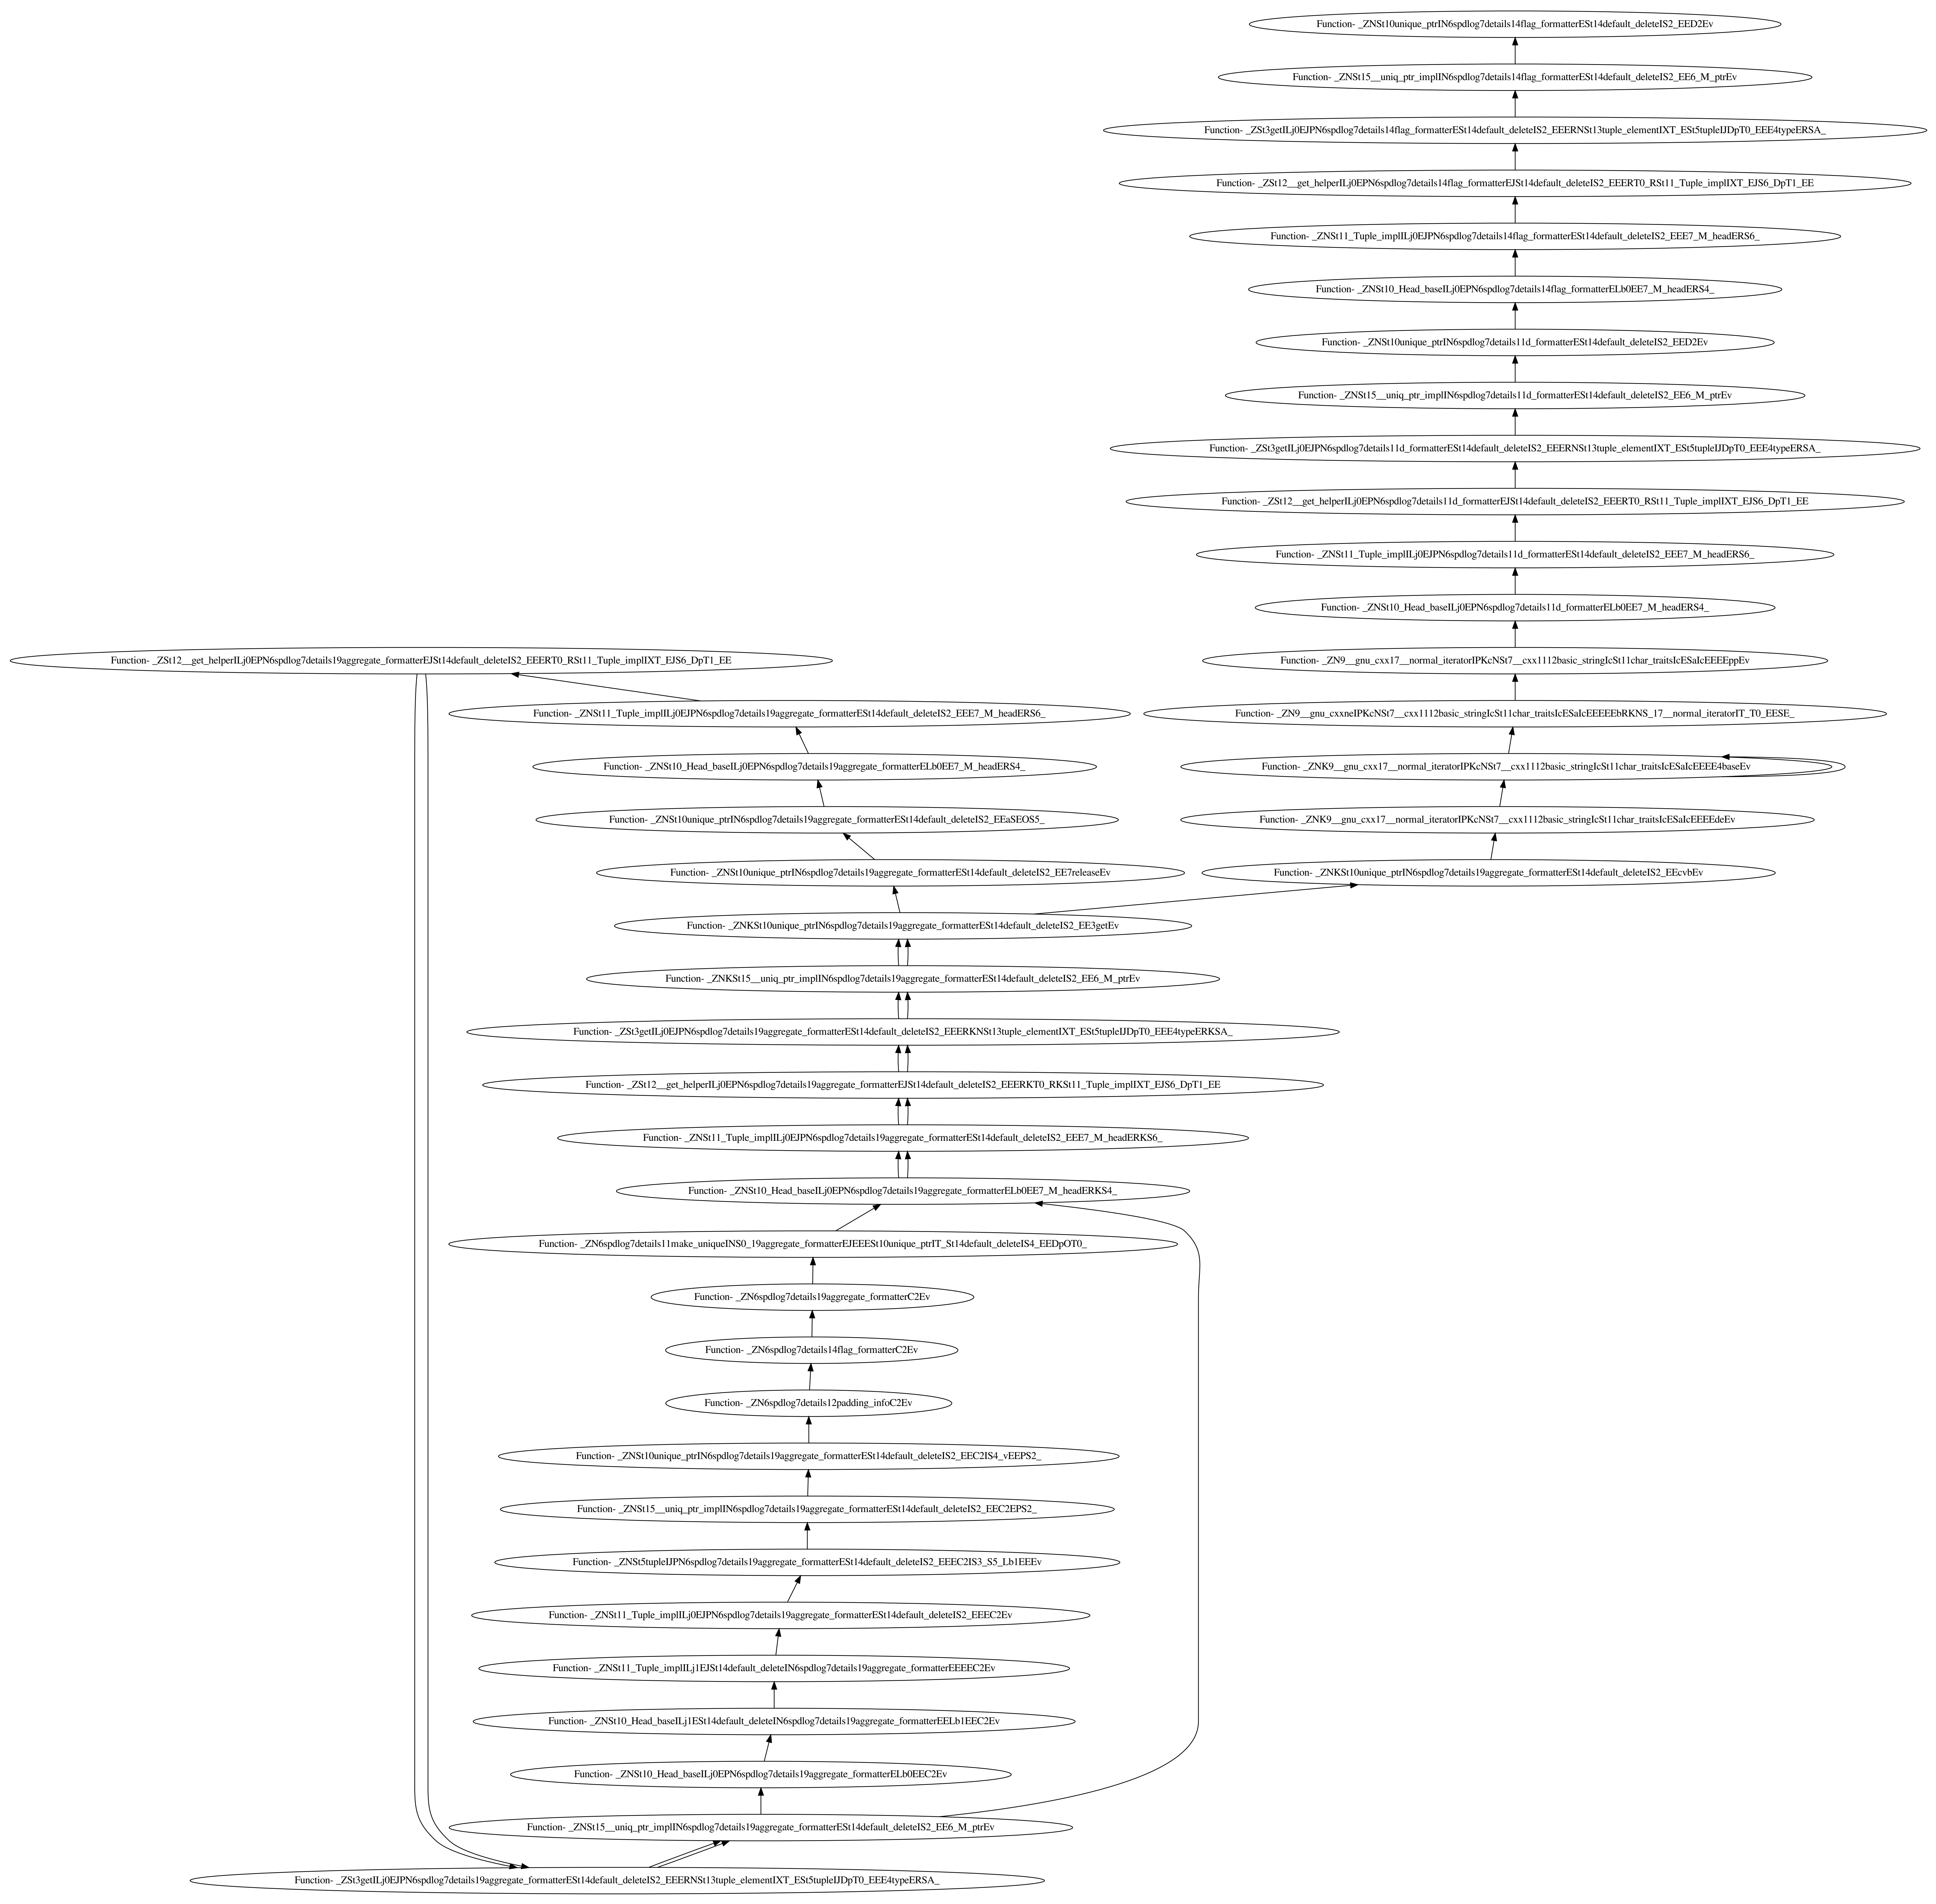 Function- _ZNSt10unique_ptrIN6spdlog7details14flag_formatterESt14default_deleteIS2_EED2Ev
Function- _ZNSt15__uniq_ptr_implIN6spdlog7details14flag_formatterESt14default_deleteIS2_EE6_M_ptrEv
Function- _ZSt3getILj0EJPN6spdlog7details14flag_formatterESt14default_deleteIS2_EEERNSt13tuple_elementIXT_ESt5tupleIJDpT0_EEE4typeERSA_
Function- _ZSt12__get_helperILj0EPN6spdlog7details14flag_formatterEJSt14default_deleteIS2_EEERT0_RSt11_Tuple_implIXT_EJS6_DpT1_EE
Function- _ZNSt11_Tuple_implILj0EJPN6spdlog7details14flag_formatterESt14default_deleteIS2_EEE7_M_headERS6_
Function- _ZNSt10_Head_baseILj0EPN6spdlog7details14flag_formatterELb0EE7_M_headERS4_
Function- _ZNSt10unique_ptrIN6spdlog7details11d_formatterESt14default_deleteIS2_EED2Ev
Function- _ZNSt15__uniq_ptr_implIN6spdlog7details11d_formatterESt14default_deleteIS2_EE6_M_ptrEv
Function- _ZSt3getILj0EJPN6spdlog7details11d_formatterESt14default_deleteIS2_EEERNSt13tuple_elementIXT_ESt5tupleIJDpT0_EEE4typeERSA_
Function- _ZSt12__get_helperILj0EPN6spdlog7details11d_formatterEJSt14default_deleteIS2_EEERT0_RSt11_Tuple_implIXT_EJS6_DpT1_EE
Function- _ZNSt11_Tuple_implILj0EJPN6spdlog7details11d_formatterESt14default_deleteIS2_EEE7_M_headERS6_
Function- _ZNSt10_Head_baseILj0EPN6spdlog7details11d_formatterELb0EE7_M_headERS4_
Function- _ZSt12__get_helperILj0EPN6spdlog7details19aggregate_formatterEJSt14default_deleteIS2_EEERT0_RSt11_Tuple_implIXT_EJS6_DpT1_EE
Function- _ZN9__gnu_cxx17__normal_iteratorIPKcNSt7__cxx1112basic_stringIcSt11char_traitsIcESaIcEEEEppEv
Function- _ZNSt11_Tuple_implILj0EJPN6spdlog7details19aggregate_formatterESt14default_deleteIS2_EEE7_M_headERS6_
Function- _ZN9__gnu_cxxneIPKcNSt7__cxx1112basic_stringIcSt11char_traitsIcESaIcEEEEEbRKNS_17__normal_iteratorIT_T0_EESE_
Function- _ZNSt10_Head_baseILj0EPN6spdlog7details19aggregate_formatterELb0EE7_M_headERS4_
Function- _ZNK9__gnu_cxx17__normal_iteratorIPKcNSt7__cxx1112basic_stringIcSt11char_traitsIcESaIcEEEE4baseEv
Function- _ZNSt10unique_ptrIN6spdlog7details19aggregate_formatterESt14default_deleteIS2_EEaSEOS5_
Function- _ZNK9__gnu_cxx17__normal_iteratorIPKcNSt7__cxx1112basic_stringIcSt11char_traitsIcESaIcEEEEdeEv
Function- _ZNSt10unique_ptrIN6spdlog7details19aggregate_formatterESt14default_deleteIS2_EE7releaseEv
Function- _ZNKSt10unique_ptrIN6spdlog7details19aggregate_formatterESt14default_deleteIS2_EEcvbEv
Function- _ZNKSt10unique_ptrIN6spdlog7details19aggregate_formatterESt14default_deleteIS2_EE3getEv
Function- _ZNKSt15__uniq_ptr_implIN6spdlog7details19aggregate_formatterESt14default_deleteIS2_EE6_M_ptrEv
Function- _ZSt3getILj0EJPN6spdlog7details19aggregate_formatterESt14default_deleteIS2_EEERKNSt13tuple_elementIXT_ESt5tupleIJDpT0_EEE4typeERKSA_
Function- _ZSt12__get_helperILj0EPN6spdlog7details19aggregate_formatterEJSt14default_deleteIS2_EEERKT0_RKSt11_Tuple_implIXT_EJS6_DpT1_EE
Function- _ZNSt11_Tuple_implILj0EJPN6spdlog7details19aggregate_formatterESt14default_deleteIS2_EEE7_M_headERKS6_
Function- _ZNSt10_Head_baseILj0EPN6spdlog7details19aggregate_formatterELb0EE7_M_headERKS4_
Function- _ZN6spdlog7details11make_uniqueINS0_19aggregate_formatterEJEEESt10unique_ptrIT_St14default_deleteIS4_EEDpOT0_
Function- _ZN6spdlog7details19aggregate_formatterC2Ev
Function- _ZN6spdlog7details14flag_formatterC2Ev
Function- _ZN6spdlog7details12padding_infoC2Ev
Function- _ZNSt10unique_ptrIN6spdlog7details19aggregate_formatterESt14default_deleteIS2_EEC2IS4_vEEPS2_
Function- _ZNSt15__uniq_ptr_implIN6spdlog7details19aggregate_formatterESt14default_deleteIS2_EEC2EPS2_
Function- _ZNSt5tupleIJPN6spdlog7details19aggregate_formatterESt14default_deleteIS2_EEEC2IS3_S5_Lb1EEEv
Function- _ZNSt11_Tuple_implILj0EJPN6spdlog7details19aggregate_formatterESt14default_deleteIS2_EEEC2Ev
Function- _ZNSt11_Tuple_implILj1EJSt14default_deleteIN6spdlog7details19aggregate_formatterEEEEC2Ev
Function- _ZNSt10_Head_baseILj1ESt14default_deleteIN6spdlog7details19aggregate_formatterEELb1EEC2Ev
Function- _ZNSt10_Head_baseILj0EPN6spdlog7details19aggregate_formatterELb0EEC2Ev
Function- _ZNSt15__uniq_ptr_implIN6spdlog7details19aggregate_formatterESt14default_deleteIS2_EE6_M_ptrEv
Function- _ZSt3getILj0EJPN6spdlog7details19aggregate_formatterESt14default_deleteIS2_EEERNSt13tuple_elementIXT_ESt5tupleIJDpT0_EEE4typeERSA_